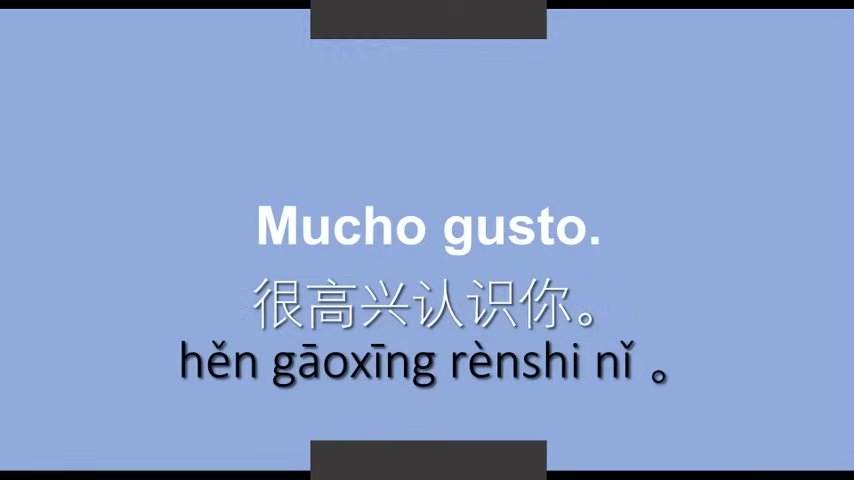 Mucho gusto.
很高兴认识你。
hěn gāoxīng rènshi nǐ 。